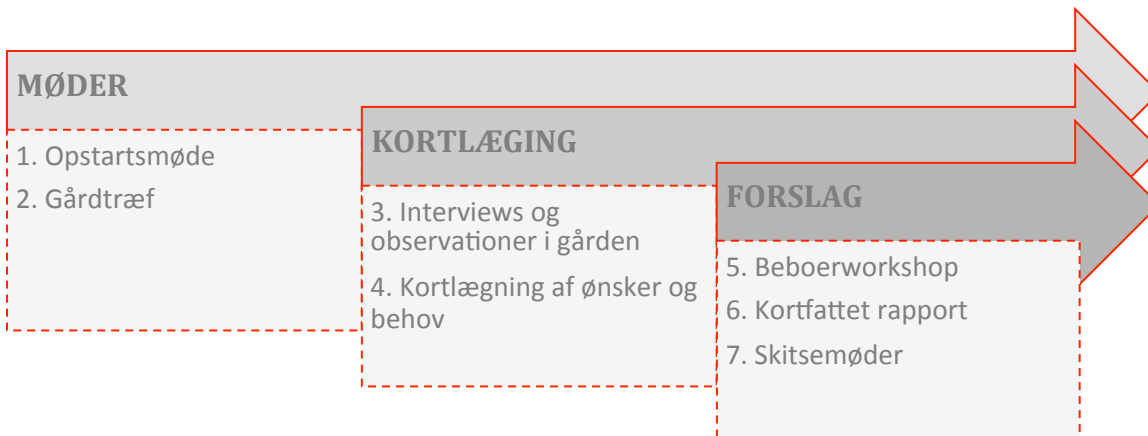 MØDER
1. Opstartsmøde
2. Gårdtræf
KORTLÆGING
3. Interviews og
observationer i gården
4. Kortlægning af ønsker og
behov
FORSLAG
5. Beboerworkshop
6. Kortfattet rapport
7. Skitsemøder